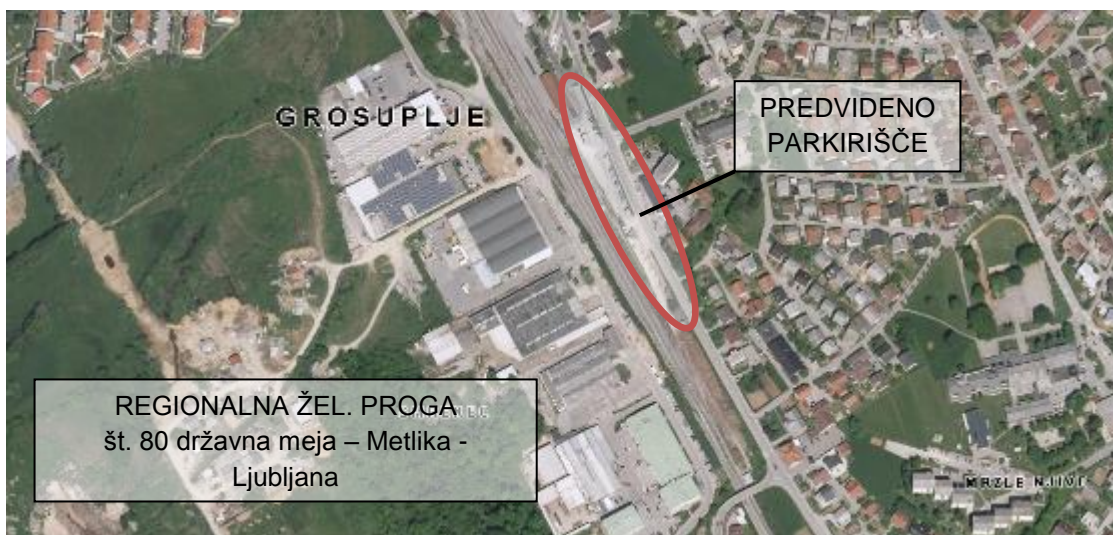 GROSUPLJE
PREDVIDENO
PARKIRIŠČE
REGIONALNA ŽEL. PROGA
št. 80 državna meja – Metlika -
Ljubljana
MRZLE NJIVE